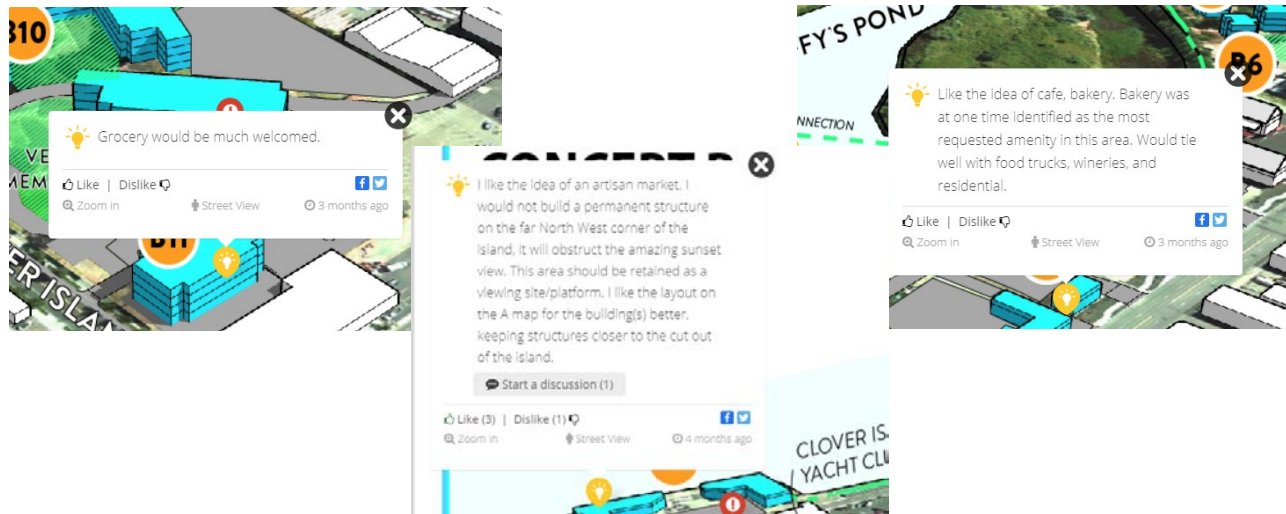 B10
Grocery would be much welcomed.
Like | Dislike
Zoom in Street View 3 months ago
VE
MEM
B11
ER ISLA
CONCEPT B
I like the idea of an artisan market. I
would not build a permanent structure
on the far North West corner of the
island, it will obstruct the amazing sunset
view. This area should be retained as a
viewing site/platform. I like the layout on
the A map for the building(s) better,
keeping structures closer to the cut out
of the island.
Start a discussion (1)
Like (3) | Dislike (1)
Zoom in Street View 4 months ago
CLOVER IS
YACHT CLU
FY'S POND
B6
NNECTION
Like the idea of cafe, bakery. Bakery was
at one time identified as the most
requested amenity in this area. Would tie
well with food trucks, wineries, and
residential.
Like | Dislike
Zoom in Street View 3 months ago